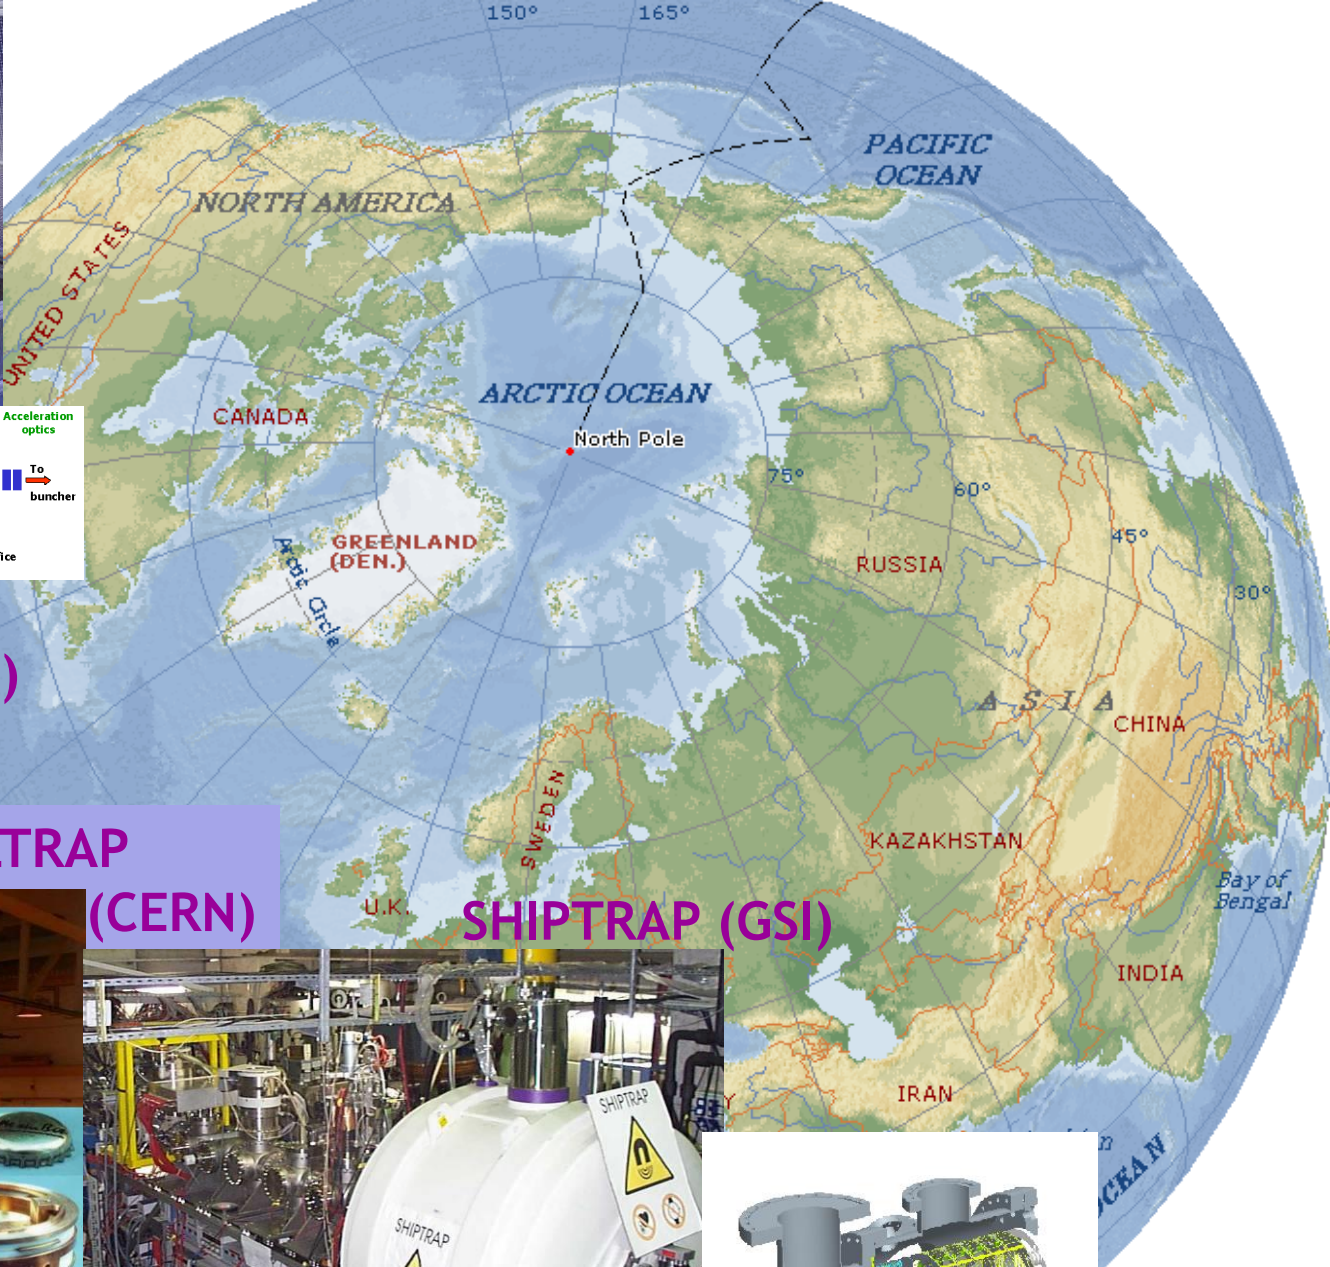 150°
165°
PACIFIC
OCEAN
NORTH AMERICA
UNITED STATES
ARCTIC OCEAN
CANADA
North Pole
Acceleration
optics
To
buncher
75°
60°
45°
30°
GREENLAND
(DEN.)
Arctic Circle
RUSSIA
)
A S I A
CHINA
SWEDEN
KAZAKHSTAN
TRAP
(CERN)
U.K.
SHIPTRAP (GSI)
Bay of
Bengal
INDIA
IRAN
Y
SHIPTRAP
SHIPTRAP
OCEAN